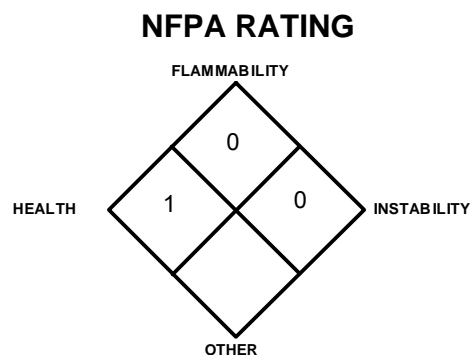 NFPA RATING
FLAMMABILITY
0
HEALTH
1
0
INSTABILITY
OTHER